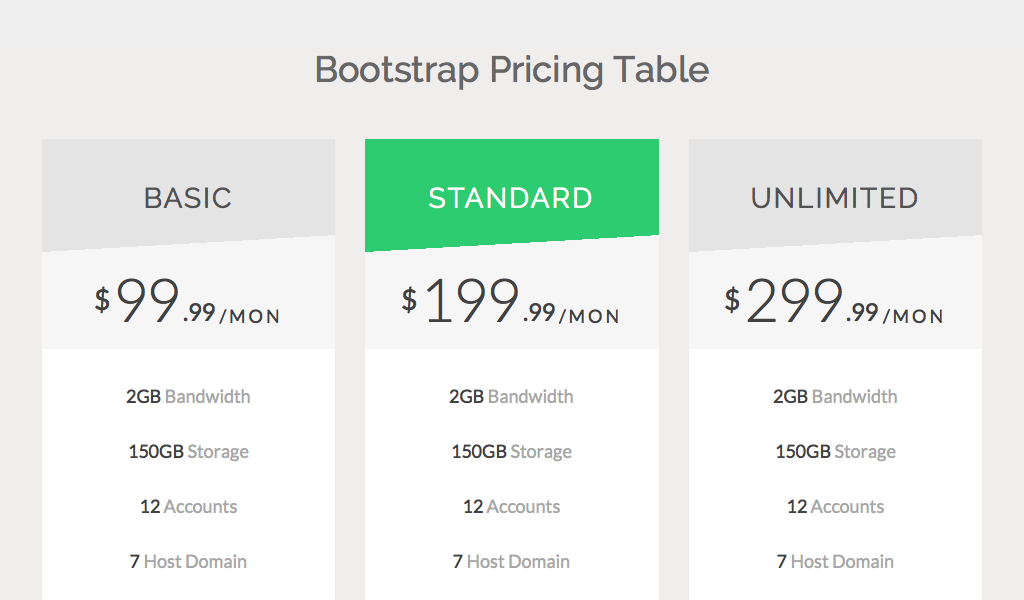 Bootstrap Pricing Table
BASIC
$99.99/MON
2GB Bandwidth
150GB Storage
12 Accounts
7 Host Domain
STANDARD
$199.99/MON
2GB Bandwidth
150GB Storage
12 Accounts
7 Host Domain
UNLIMITED
$299.99/MON
2GB Bandwidth
150GB Storage
12 Accounts
7 Host Domain